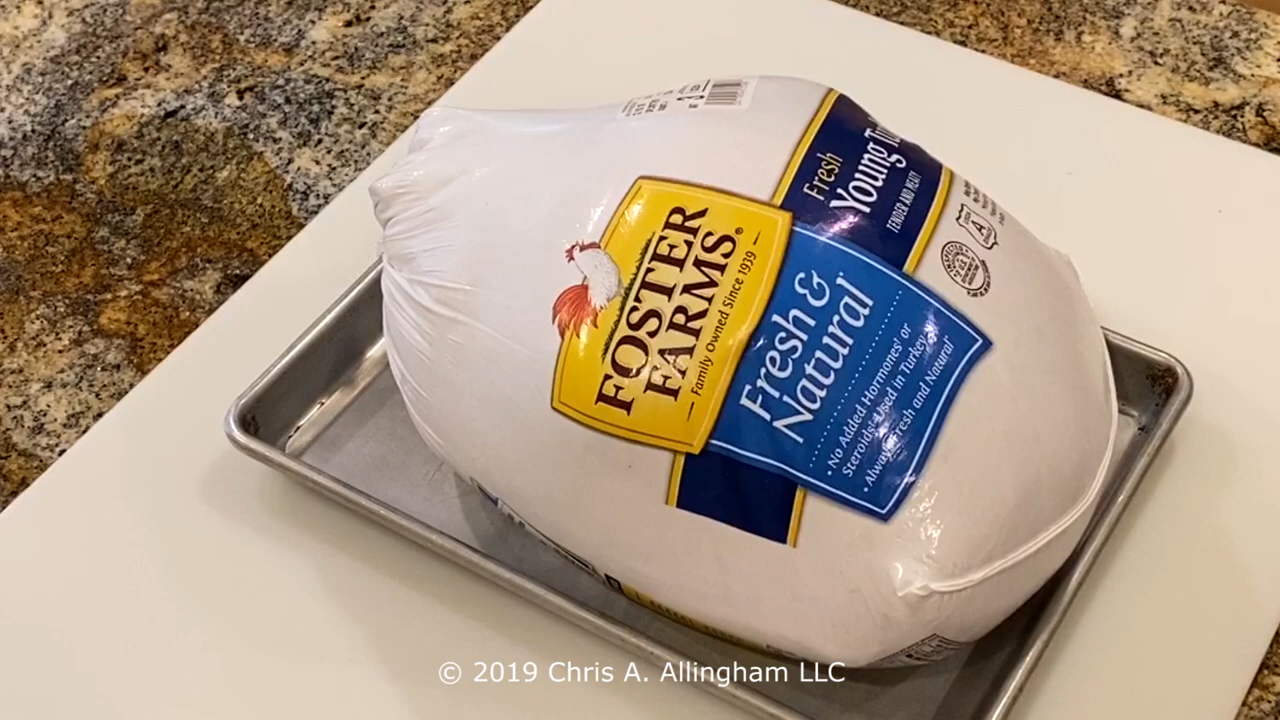 Fresh
Young
TENDER AND MEATY
FOSTER
FARMS®
— Family Owned Since 1939 —
Fresh &
Natural
• No Added Hormones or
Steroids Used in Turkey
• Always Fresh and Natural
INSPECTED
A
© 2019 Chris A. Allingham LLC